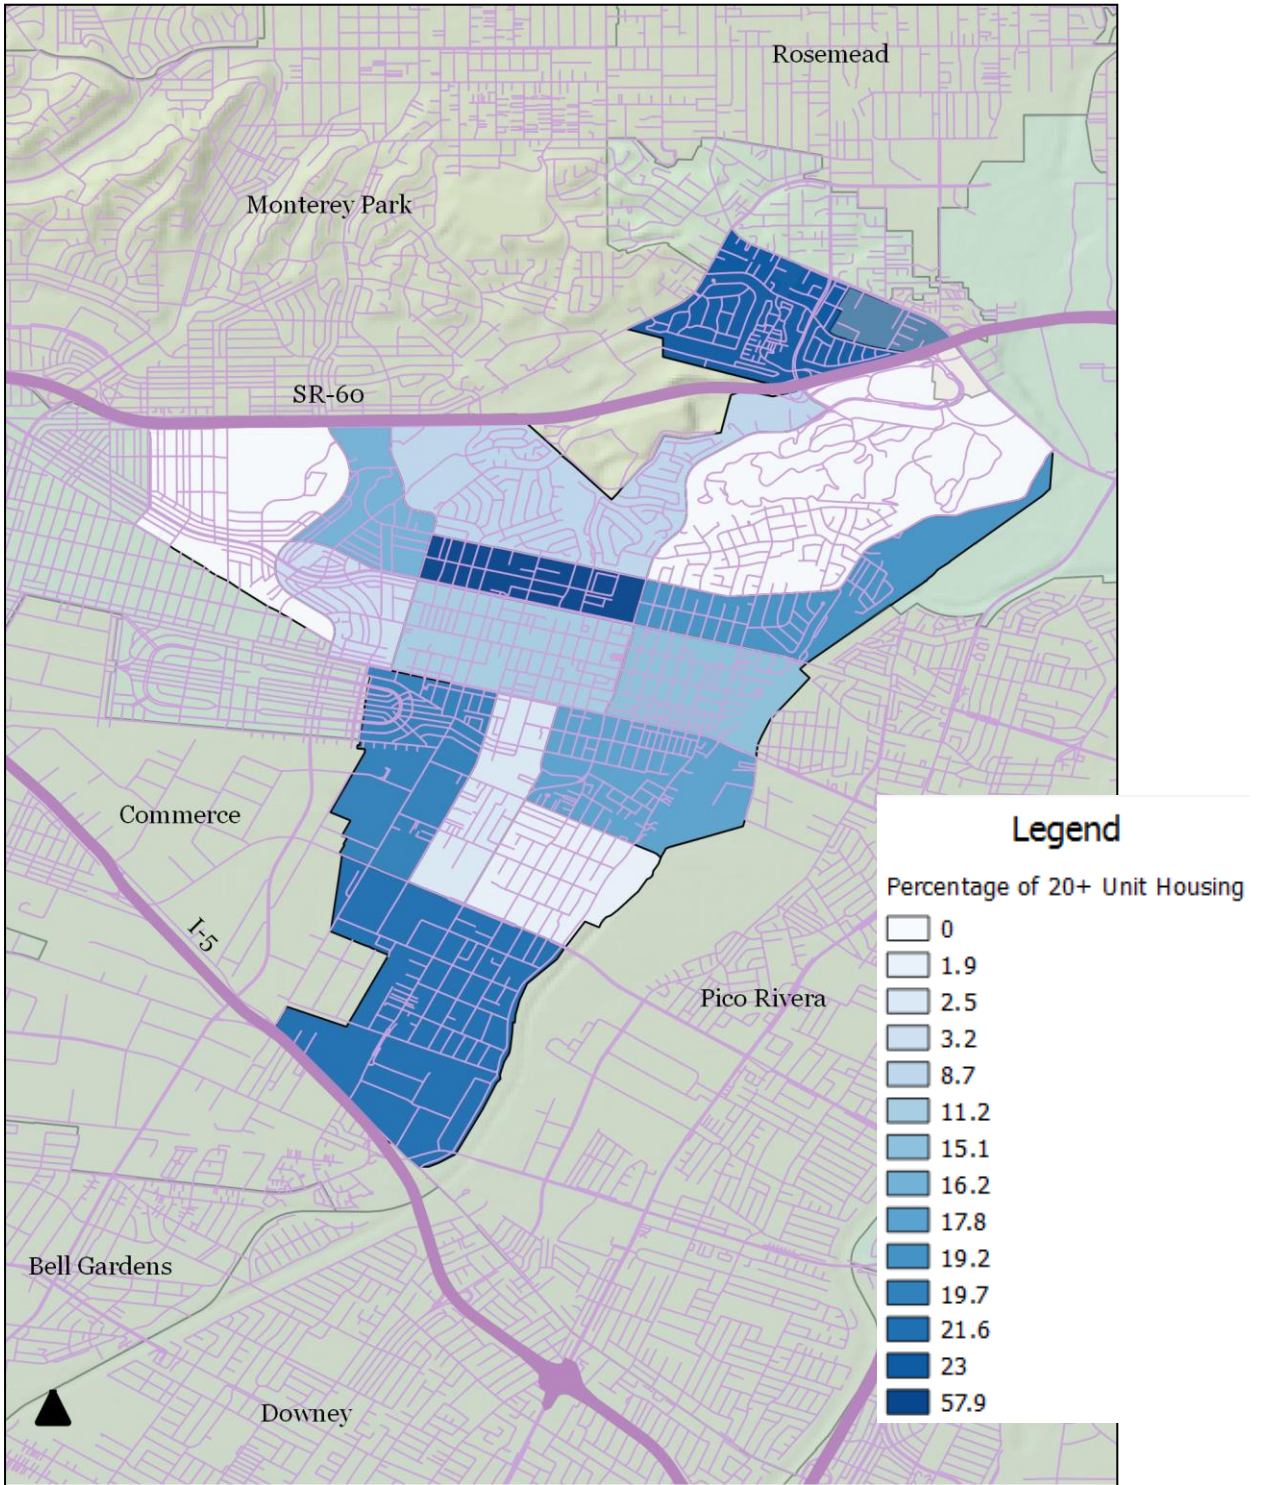 Rosemead
Monterey Park
SR-60
Commerce
I-5
Pico Rivera
Bell Gardens
Downey
Legend
Percentage of 20+ Unit Housing
0
1.9
2.5
3.2
8.7
11.2
15.1
16.2
17.8
19.2
19.7
21.6
23
57.9